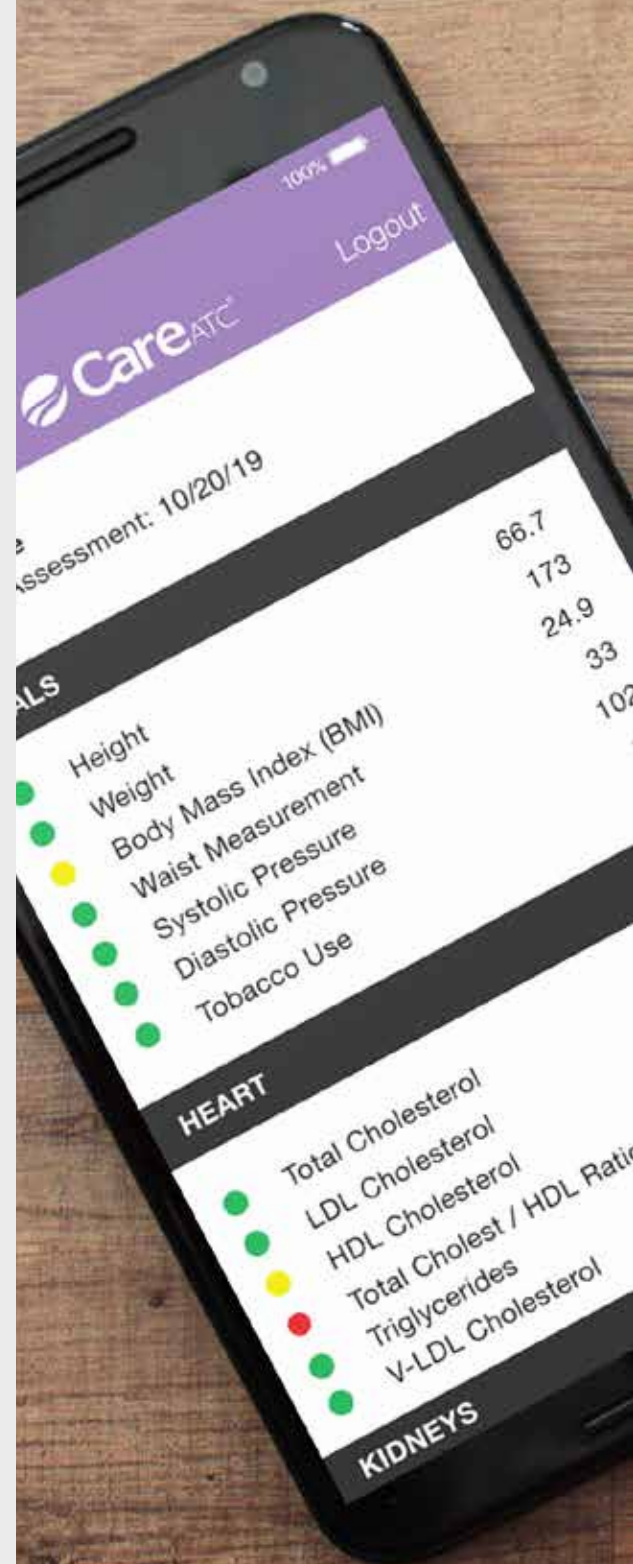 100%
Logout
CareATC®
Assessment: 10/20/19
ALS
Height 66.7
Weight 173
Body Mass Index (BMI) 24.9
Waist Measurement 33
Systolic Pressure 102
Diastolic Pressure
Tobacco Use
HEART
Total Cholesterol
LDL Cholesterol
HDL Cholesterol
Total Cholest / HDL Ratio
Triglycerides
V-LDL Cholesterol
KIDNEYS